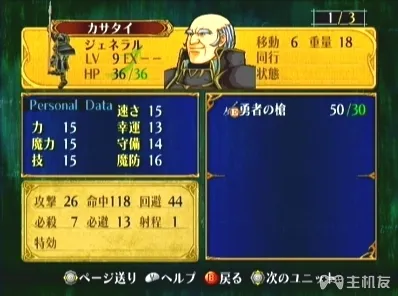 カサタイ
1/3
ジェネラル
LV 9 EX --
HP 36/36
移動 6 重量 18
同行
状態
Personal Data
速さ 15
力 15 幸運 13
魔力 15 守備 14
技 15 魔防 16
E 勇者の槍 50/30
攻撃 26 命中 118 回避 44
必殺 7 必避 13 射程 1
特効
ページ送り Y ヘルプ B 戻る 次のユニット
主机友